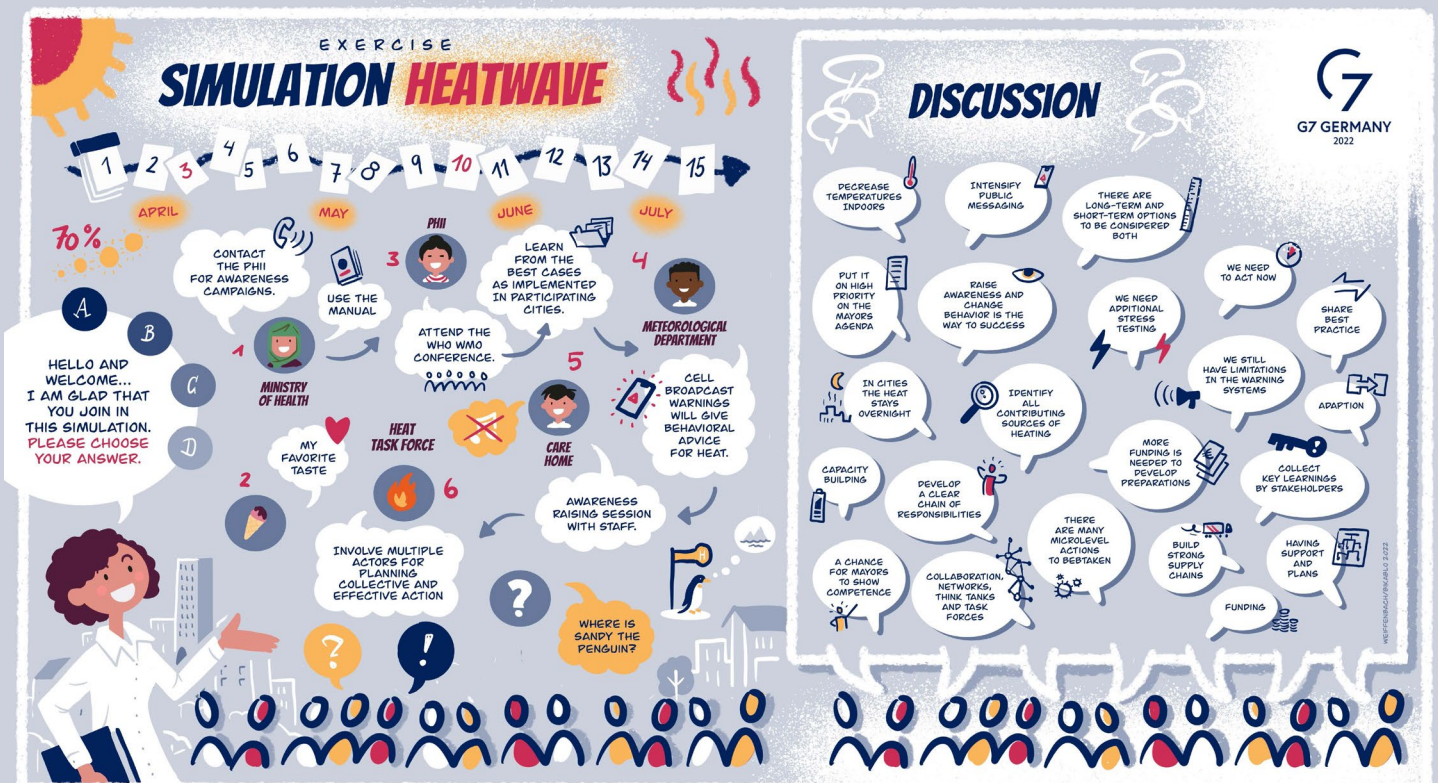 EXERCISE
SIMULATION HEATWAVE
1 2 3 4 5 6 7 8 9 10 11 12 13 14 15
APRIL
MAY
JUNE
JULY
70%
A
B
C
D
HELLO AND
WELCOME...
I AM GLAD THAT
YOU JOIN IN
THIS SIMULATION.
PLEASE CHOOSE
YOUR ANSWER.
CONTACT
THE PHII
FOR AWARENESS
CAMPAIGNS.
USE THE
MANUAL
1
MINISTRY
OF HEALTH
PHII
3
ATTEND THE
WHO WMO
CONFERENCE.
LEARN
FROM THE
BEST CASES
AS IMPLEMENTED
IN PARTICIPATING
CITIES.
4
METEOROLOGICAL
DEPARTMENT
CELL
BROADCAST
WARNINGS
WILL GIVE
BEHAVIORAL
ADVICE
FOR HEAT.
5
CARE
HOME
AWARENESS
RAISING SESSION
WITH STAFF.
MY
FAVORITE
TASTE
2
HEAT
TASK FORCE
6
INVOLVE MULTIPLE
ACTORS FOR
PLANNING
COLLECTIVE AND
EFFECTIVE ACTION
?
WHERE IS
SANDY THE
PENGUIN?
H
?
!
DISCUSSION
G7 GERMANY
2022
DECREASE
TEMPERATURES
INDOORS
INTENSIFY
PUBLIC
MESSAGING
THERE ARE
LONG-TERM AND
SHORT-TERM OPTIONS
TO BE CONSIDERED
BOTH
PUT IT
ON HIGH
PRIORITY
ON THE
MAYORS
AGENDA
RAISE
AWARENESS AND
CHANGE
BEHAVIOR IS THE
WAY TO SUCCESS
WE NEED
ADDITIONAL
STRESS
TESTING
WE NEED
TO ACT NOW
SHARE
BEST
PRACTICE
IN CITIES
THE HEAT
STAYS
OVERNIGHT
IDENTIFY
ALL
CONTRIBUTING
SOURCES OF
HEATING
WE STILL
HAVE LIMITATIONS
IN THE WARNING
SYSTEMS
ADAPTION
CAPACITY
BUILDING
DEVELOP
A CLEAR
CHAIN OF
RESPONSIBILITIES
MORE
FUNDING IS
NEEDED TO
DEVELOP
PREPARATIONS
€
COLLECT
KEY LEARNINGS
BY STAKEHOLDERS
A CHANCE
FOR MAYORS
TO SHOW
COMPETENCE
COLLABORATION,
NETWORKS,
THINK TANKS
AND TASK
FORCES
THERE
ARE MANY
MICROLEVEL
ACTIONS
TO BEBTAKEN
BUILD
STRONG
SUPPLY
CHAINS
HAVING
SUPPORT
AND
PLANS
FUNDING
WEIFFENBACH/BIKABLO 2022